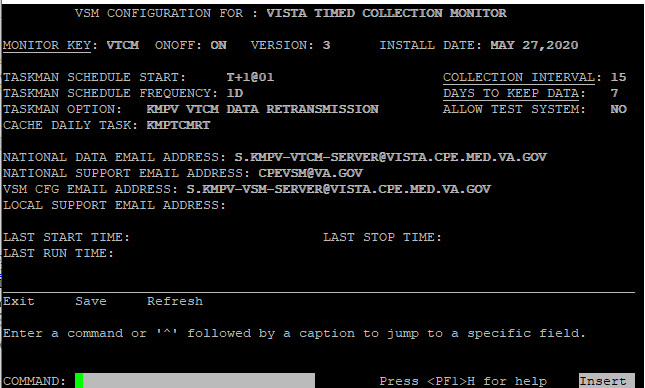 VSM CONFIGURATION FOR : VISTA TIMED COLLECTION MONITOR
MONITOR KEY: VTCM ONOFF: ON VERSION: 3 INSTALL DATE: MAY 27,2020
TASKMAN SCHEDULE START: T+1@01 COLLECTION INTERVAL: 15
TASKMAN SCHEDULE FREQUENCY: 1D DAYS TO KEEP DATA: 7
TASKMAN OPTION: KMPV VTCM DATA RETRANSMISSION ALLOW TEST SYSTEM: NO
CACHE DAILY TASK: KMPTCMRT
NATIONAL DATA EMAIL ADDRESS: S.KMPV-VTCM-SERVER@VISTA.CPE.MED.VA.GOV
NATIONAL SUPPORT EMAIL ADDRESS: CPEVSM@VA.GOV
VSM CFG EMAIL ADDRESS: S.KMPV-VSM-SERVER@VISTA.CPE.MED.VA.GOV
LOCAL SUPPORT EMAIL ADDRESS:
LAST START TIME: LAST STOP TIME:
LAST RUN TIME:
Exit Save Refresh
Enter a command or '^' followed by a caption to jump to a specific field.
COMMAND: Press <PF1>H for help Insert